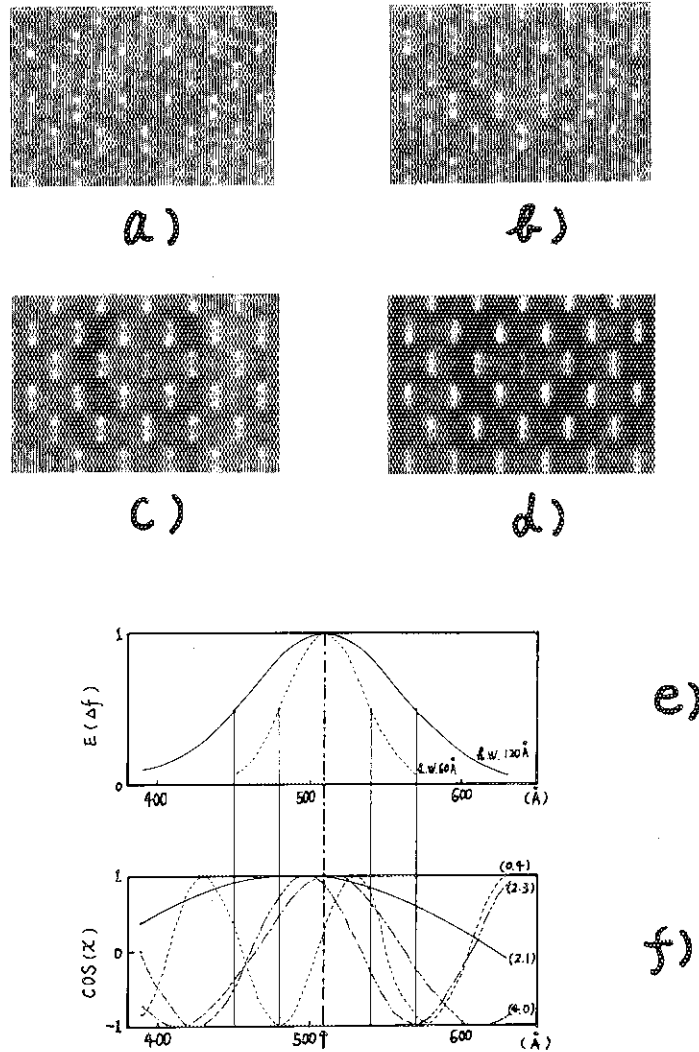 a)
b)
c)
d)
1
E(Δf)
e)
h.w. 60Å
h.w. 120Å
0
400
500
600
(Å)
1
(0.4)
(2.3)
COS(χ)
0
f)
(2.1)
(4.0)
-1
400
500↑
600
(Å)